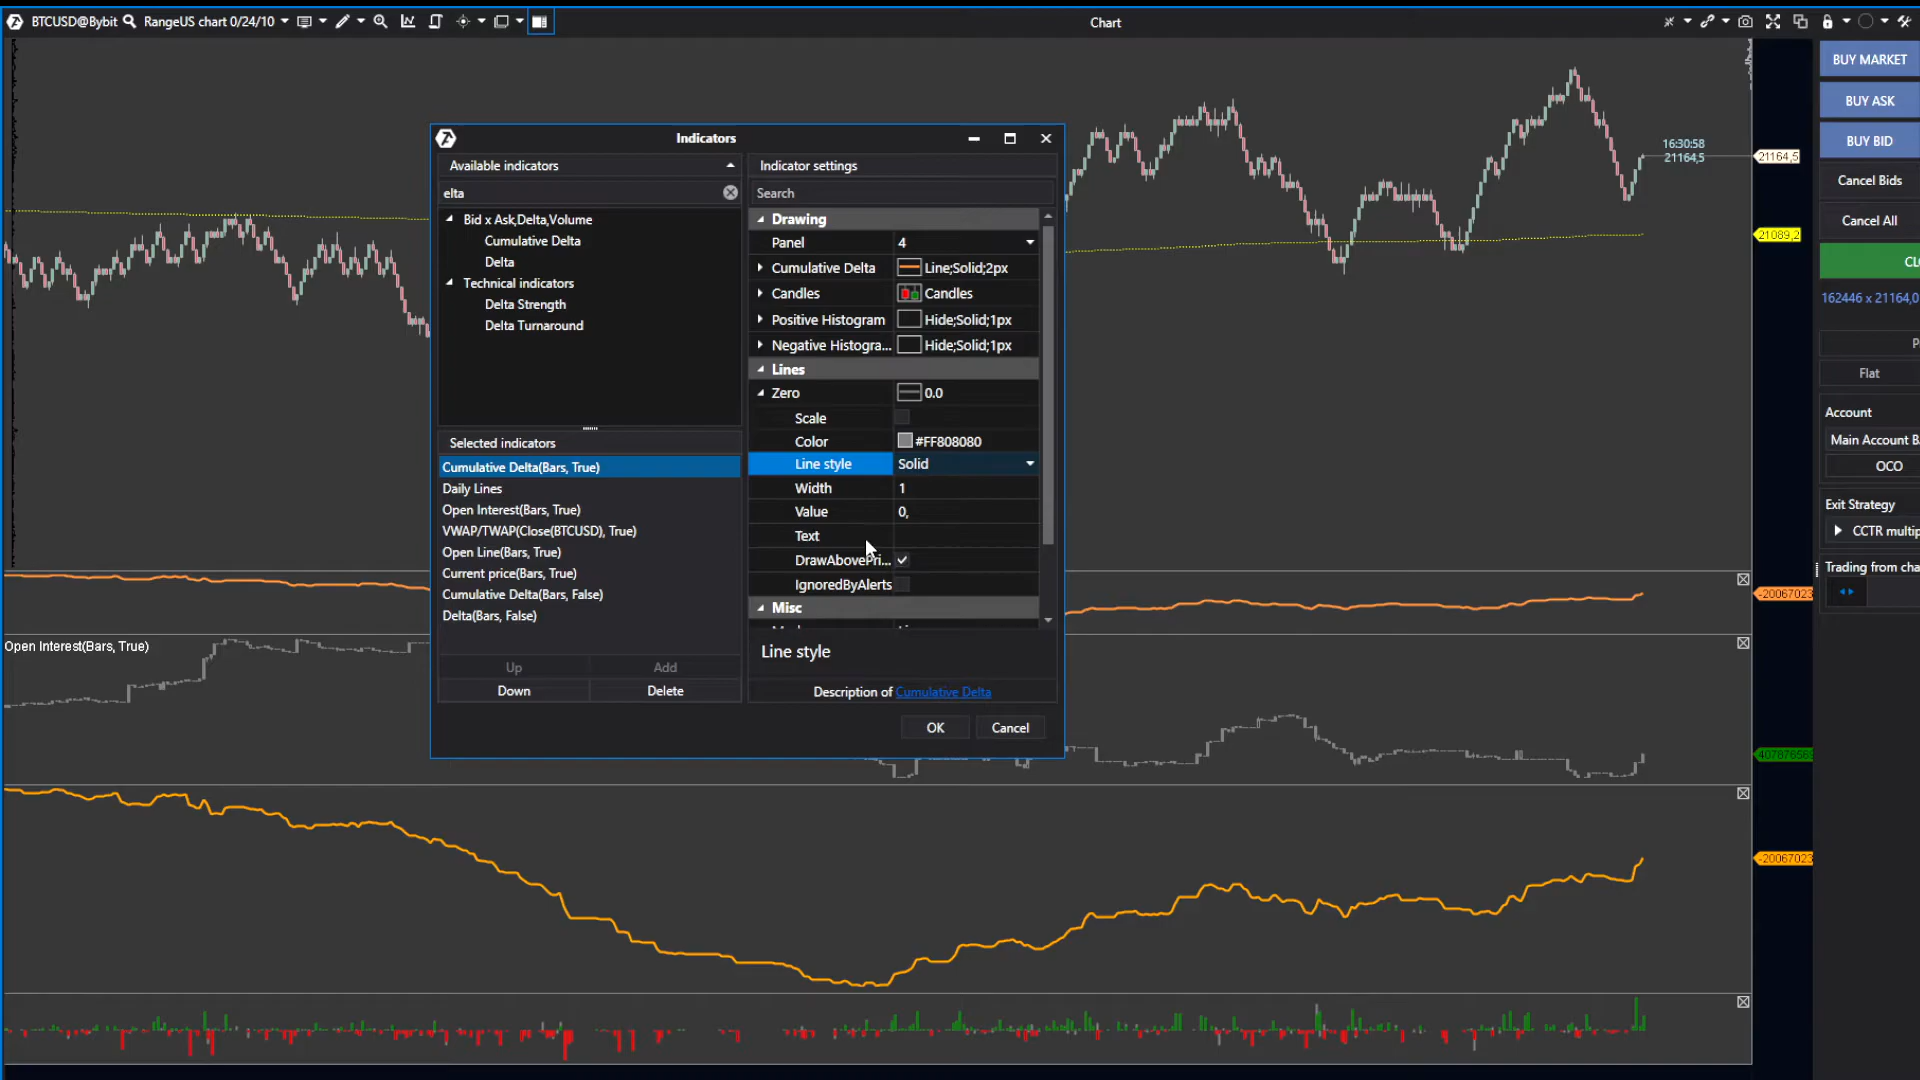 BTCUSD@Bybit RangeUS chart 0/24/10 Chart
BUY MARKET
BUY ASK
BUY BID
Cancel Bids
Cancel All
162446 x 21164,0
Flat
Account
Main Account B
OCO
Exit Strategy
CCTR multip
Trading from cha
16:30:58
21164,5
21164,5
21089,2
Indicators
Available indicators
elta
Bid x Ask,Delta,Volume
Cumulative Delta
Delta
Technical indicators
Delta Strength
Delta Turnaround
Selected indicators
Cumulative Delta(Bars, True)
Daily Lines
Open Interest(Bars, True)
VWAP/TWAP(Close(BTCUSD), True)
Open Line(Bars, True)
Current price(Bars, True)
Cumulative Delta(Bars, False)
Delta(Bars, False)
Up Add
Down Delete
Indicator settings
Search
Drawing
Panel 4
Cumulative Delta Line;Solid;2px
Candles Candles
Positive Histogram Hide;Solid;1px
Negative Histogra... Hide;Solid;1px
Lines
Zero 0.0
Scale
Color #FF808080
Line style Solid
Width 1
Value 0,
Text
DrawAbovePri...
IgnoredByAlerts
Misc
Line style
Description of Cumulative Delta
OK Cancel
-20067023
Open Interest(Bars, True)
-20067023